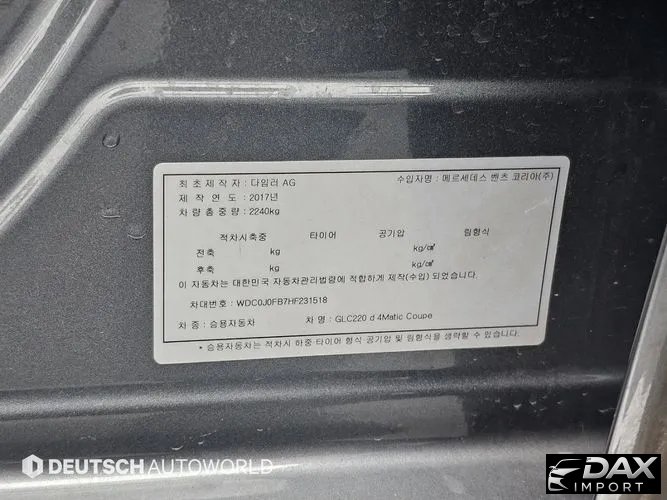 최초제작자 : 다임러 AG 수입자명 : 메르세데스 벤츠 코리아(주)
제 작 연 도 : 2017년
차 량 총 중 량 : 2240kg
적차시축중 타이어 공기압 림형식
전축 kg kg/㎠
후축 kg kg/㎠
이 자동차는 대한민국 자동차관리법령에 적합하게 제작(수입) 되었습니다.
차대번호 : WDC0J0FB7HF231518
차 종 : 승용자동차 차 명 : GLC220 d 4Matic Coupe
* 승용자동차는 적차시 하중 타이어 형식 공기압 및 림형식을 생략할 수 있습니다.
DEUTSCHAUTOWORLD
DAX
IMPORT